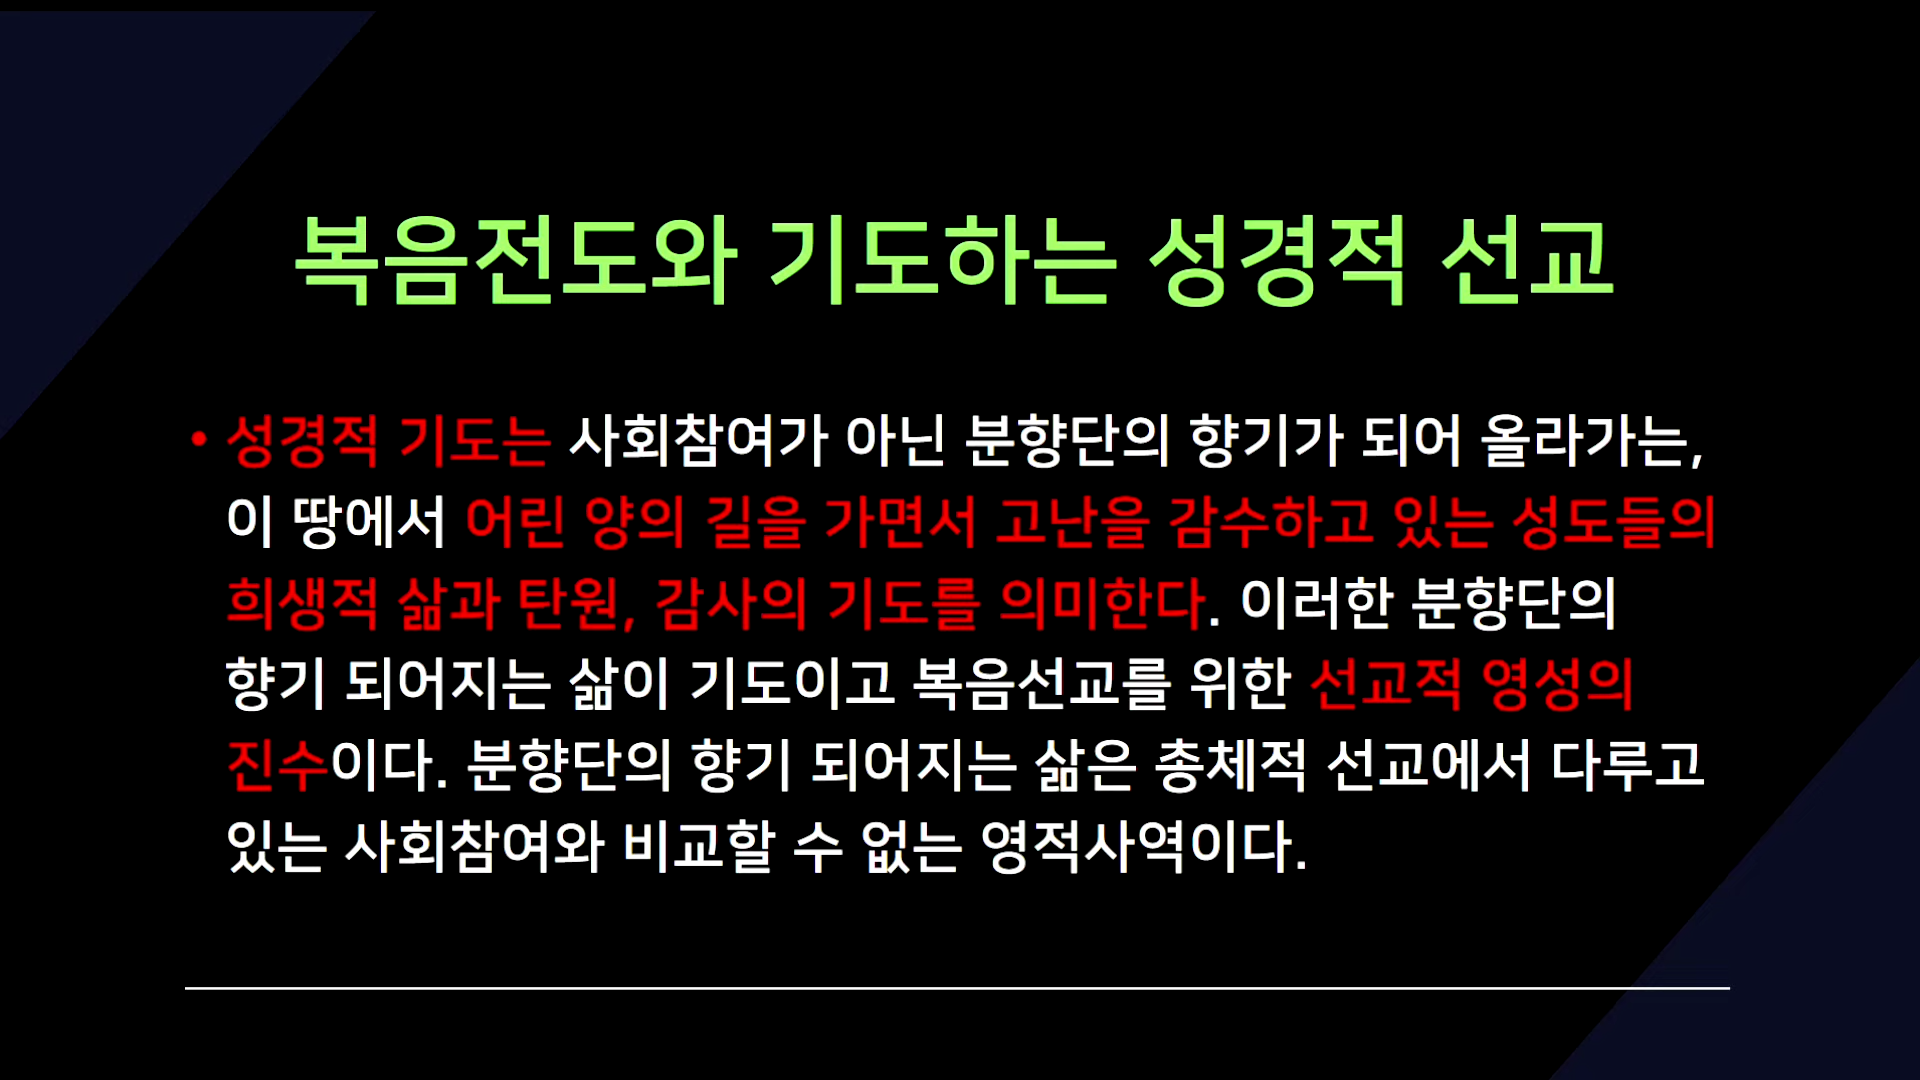 복음전도와 기도하는 성경적 선교
• 성경적 기도는 사회참여가 아닌 분향단의 향기가 되어 올라가는,
이 땅에서 어린 양의 길을 가면서 고난을 감수하고 있는 성도들의
희생적 삶과 탄원, 감사의 기도를 의미한다. 이러한 분향단의
향기 되어지는 삶이 기도이고 복음선교를 위한 선교적 영성의
진수이다. 분향단의 향기 되어지는 삶은 총체적 선교에서 다루고
있는 사회참여와 비교할 수 없는 영적사역이다.